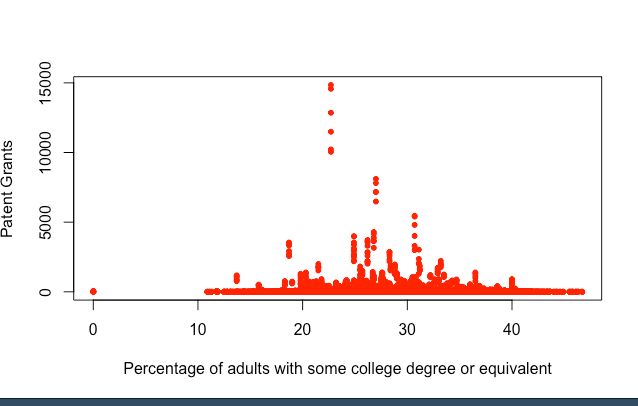 15000
10000
5000
0
Patent Grants
0 10 20 30 40
Percentage of adults with some college degree or equivalent